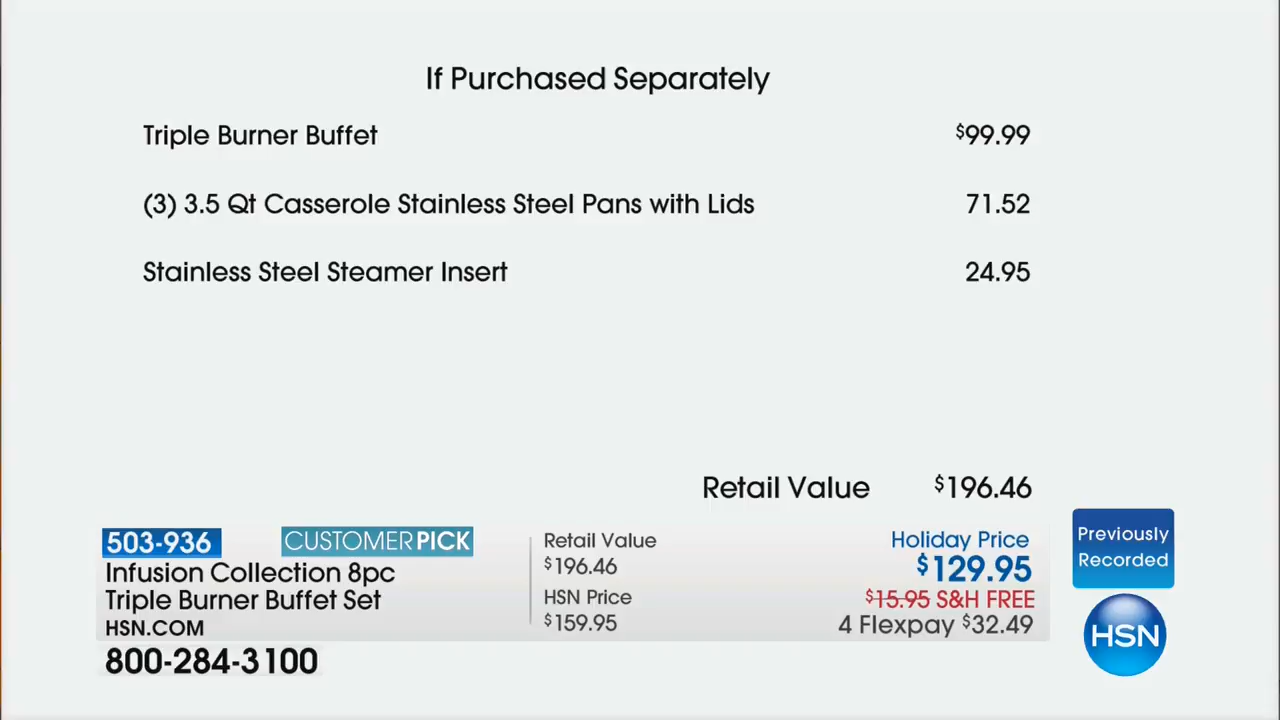 If Purchased Separately
Triple Burner Buffet $99.99
(3) 3.5 Qt Casserole Stainless Steel Pans with Lids 71.52
Stainless Steel Steamer Insert 24.95
Retail Value $196.46
503-936 CUSTOMERPICK
Infusion Collection 8pc
Triple Burner Buffet Set
HSN.COM
800-284-3100
Retail Value
$196.46
HSN Price
$159.95
Holiday Price
$129.95
$15.95 S&H FREE
4 Flexpay $32.49
Previously
Recorded
HSN